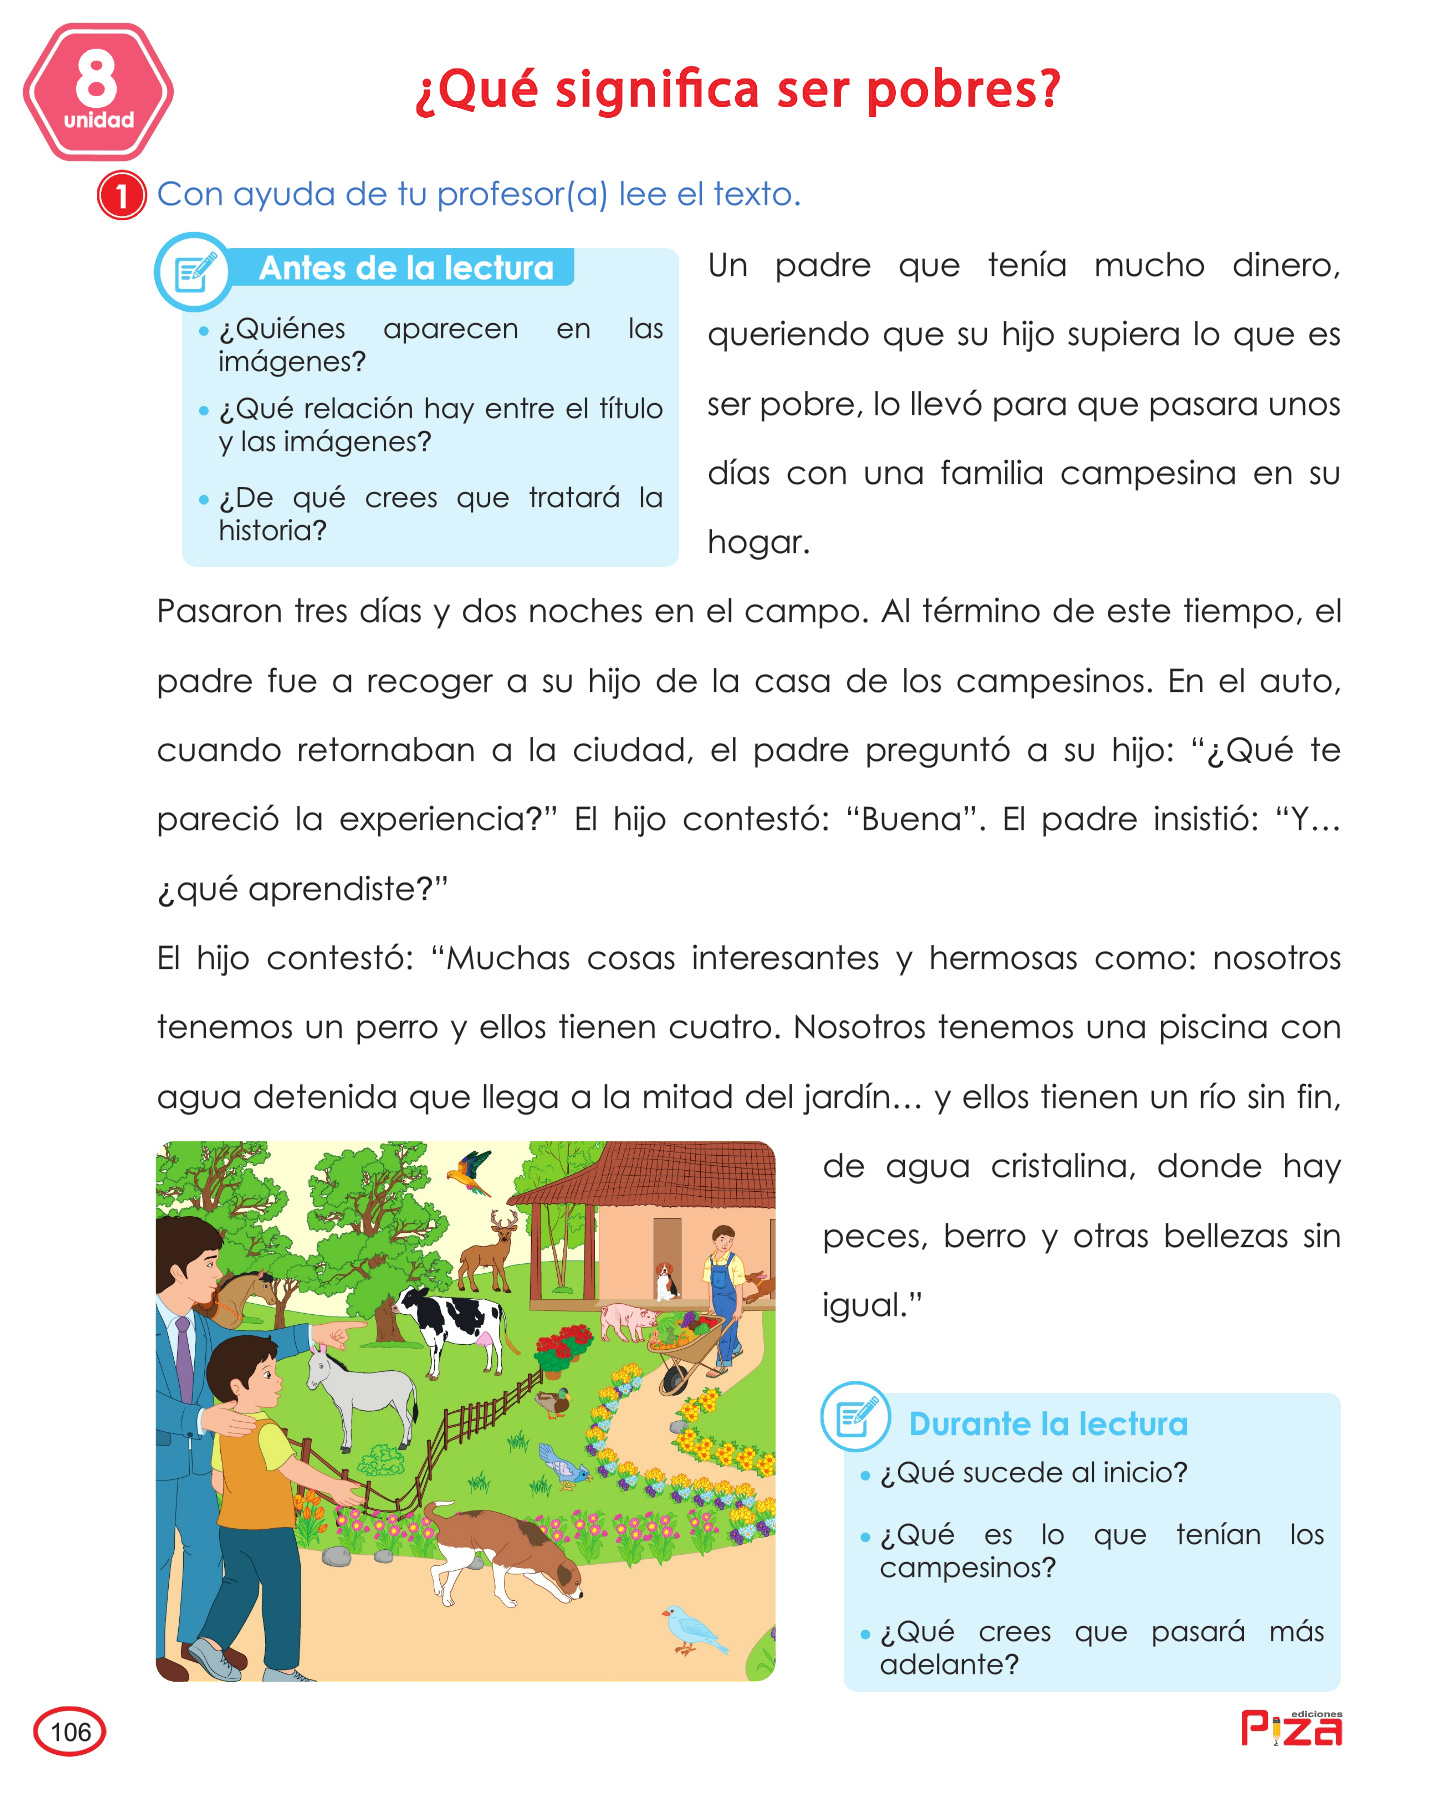 8
unidad
¿Qué significa ser pobres?
1 Con ayuda de tu profesor(a) lee el texto.
Antes de la lectura
• ¿Quiénes aparecen en las
imágenes?
• ¿Qué relación hay entre el título
y las imágenes?
• ¿De qué crees que tratará la
historia?
Un padre que tenía mucho dinero,
queriendo que su hijo supiera lo que es
ser pobre, lo llevó para que pasara unos
días con una familia campesina en su
hogar.
Pasaron tres días y dos noches en el campo. Al término de este tiempo, el
padre fue a recoger a su hijo de la casa de los campesinos. En el auto,
cuando retornaban a la ciudad, el padre preguntó a su hijo: “¿Qué te
pareció la experiencia?” El hijo contestó: “Buena”. El padre insistió: “Y…
¿qué aprendiste?”
El hijo contestó: “Muchas cosas interesantes y hermosas como: nosotros
tenemos un perro y ellos tienen cuatro. Nosotros tenemos una piscina con
agua detenida que llega a la mitad del jardín… y ellos tienen un río sin fin,
de agua cristalina, donde hay
peces, berro y otras bellezas sin
igual.”
Durante la lectura
• ¿Qué sucede al inicio?
• ¿Qué es lo que tenían los
campesinos?
• ¿Qué crees que pasará más
adelante?
106
ediciones
Piza